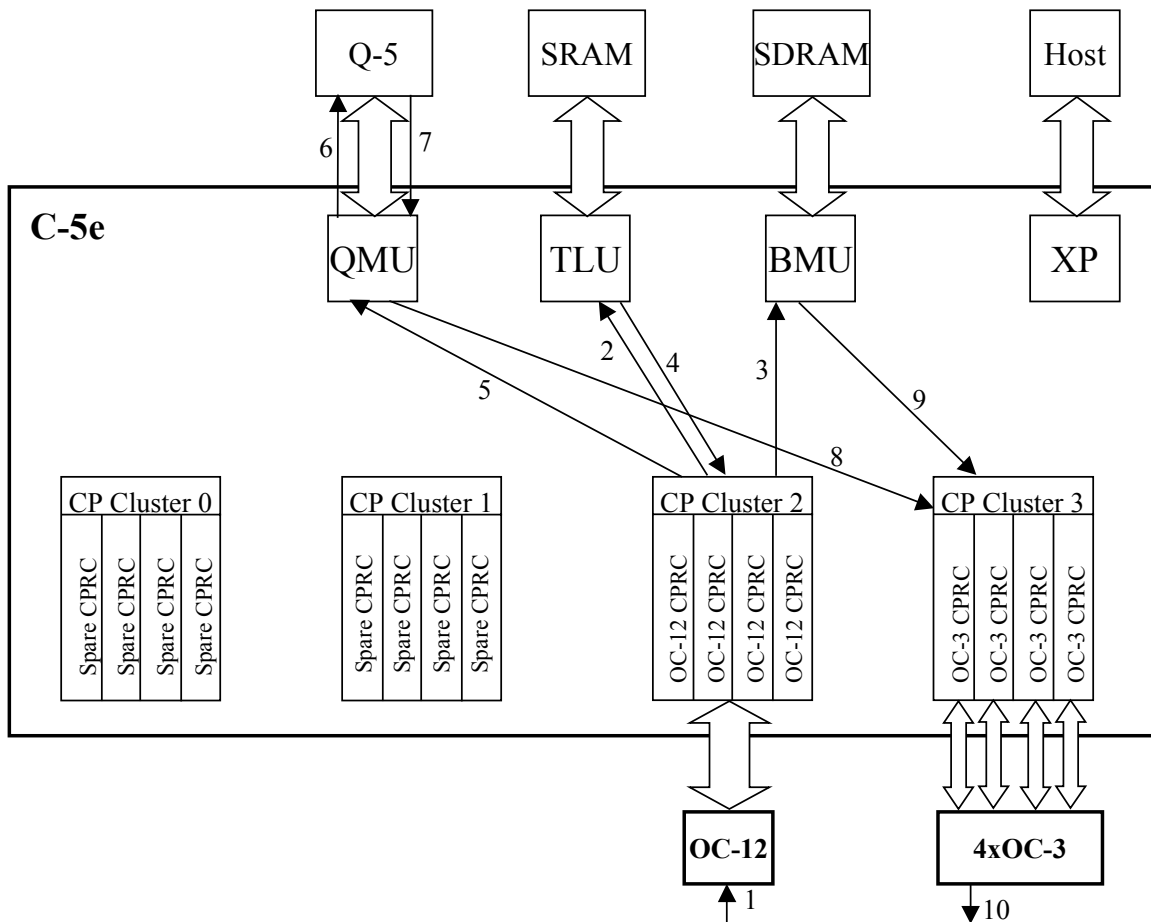 Q-5
SRAM
SDRAM
Host
6
7
C-5e
QMU
TLU
BMU
XP
2
4
3
5
9
8
CP Cluster 0
CP Cluster 1
CP Cluster 2
CP Cluster 3
Spare CPRC
Spare CPRC
Spare CPRC
Spare CPRC
Spare CPRC
Spare CPRC
Spare CPRC
Spare CPRC
OC-12 CPRC
OC-12 CPRC
OC-12 CPRC
OC-12 CPRC
OC-3 CPRC
OC-3 CPRC
OC-3 CPRC
OC-3 CPRC
OC-12
4xOC-3
1
10